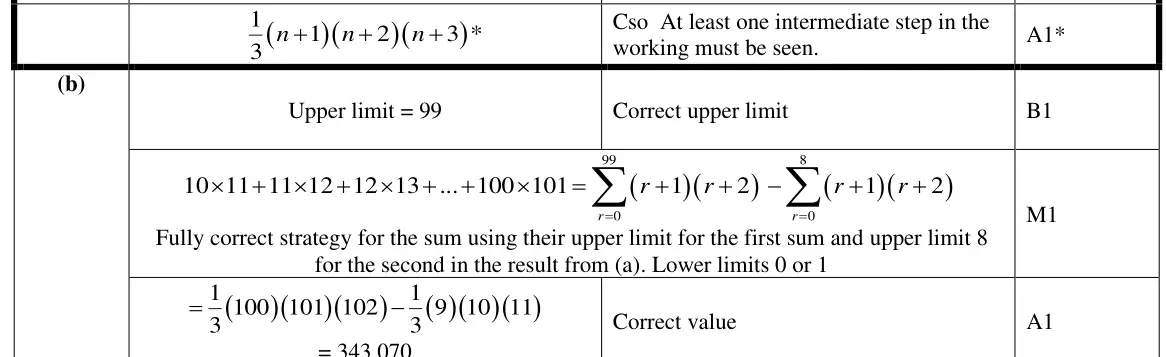 1/3 (n+1)(n+2)(n+3)* Cso At least one intermediate step in the working must be seen. A1*
(b)
Upper limit = 99 Correct upper limit B1
10×11+11×12+12×13+...+100×101 = ∑_{r=0}^{99} (r+1)(r+2) − ∑_{r=0}^{8} (r+1)(r+2)
Fully correct strategy for the sum using their upper limit for the first sum and upper limit 8
for the second in the result from (a). Lower limits 0 or 1
M1
= 1/3 (100)(101)(102) − 1/3 (9)(10)(11) Correct value A1
= 343 070